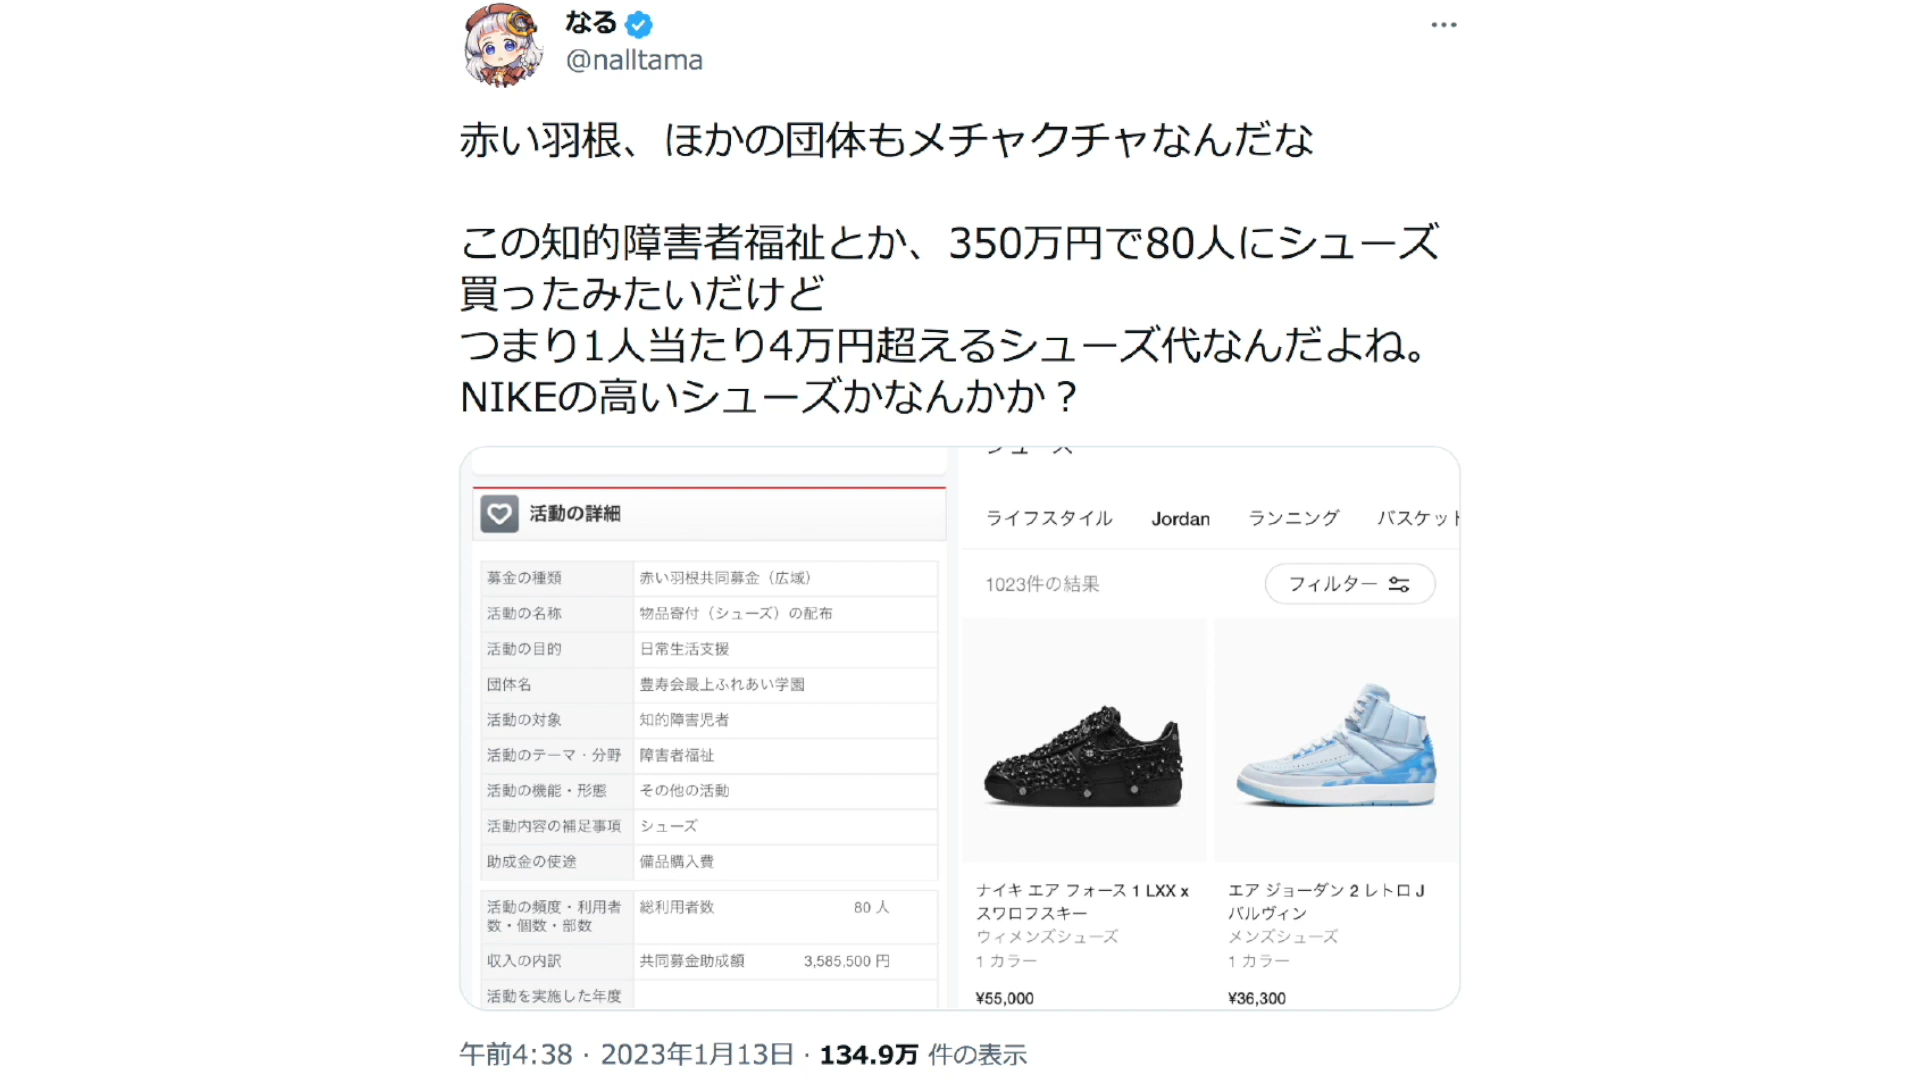 なる
@nalltama
赤い羽根、ほかの団体もメチャクチャなんだな
この知的障害者福祉とか、350万円で80人にシューズ
買ったみたいだけど
つまり1人当たり4万円超えるシューズ代なんだよね。
NIKEの高いシューズかなんかか？
活動の詳細
募金の種類 赤い羽根共同募金（広域）
活動の名称 物品寄付（シューズ）の配布
活動の目的 日常生活支援
団体名 豊寿会最上ふれあい学園
活動の対象 知的障害児者
活動のテーマ・分野 障害者福祉
活動の機能・形態 その他の活動
活動内容の補足事項 シューズ
助成金の使途 備品購入費
活動の頻度・利用者 総利用者数 80 人
数・個数・部数
収入の内訳 共同募金助成額 3,585,500 円
活動を実施した年度
シューズ
ライフスタイル Jordan ランニング バスケット
1023件の結果 フィルター
ナイキ エア フォース 1 LXX x
スワロフスキー
ウィメンズシューズ
1 カラー
¥55,000
エア ジョーダン 2 レトロ J
バルヴィン
メンズシューズ
1 カラー
¥36,300
午前4:38 · 2023年1月13日 · 134.9万 件の表示